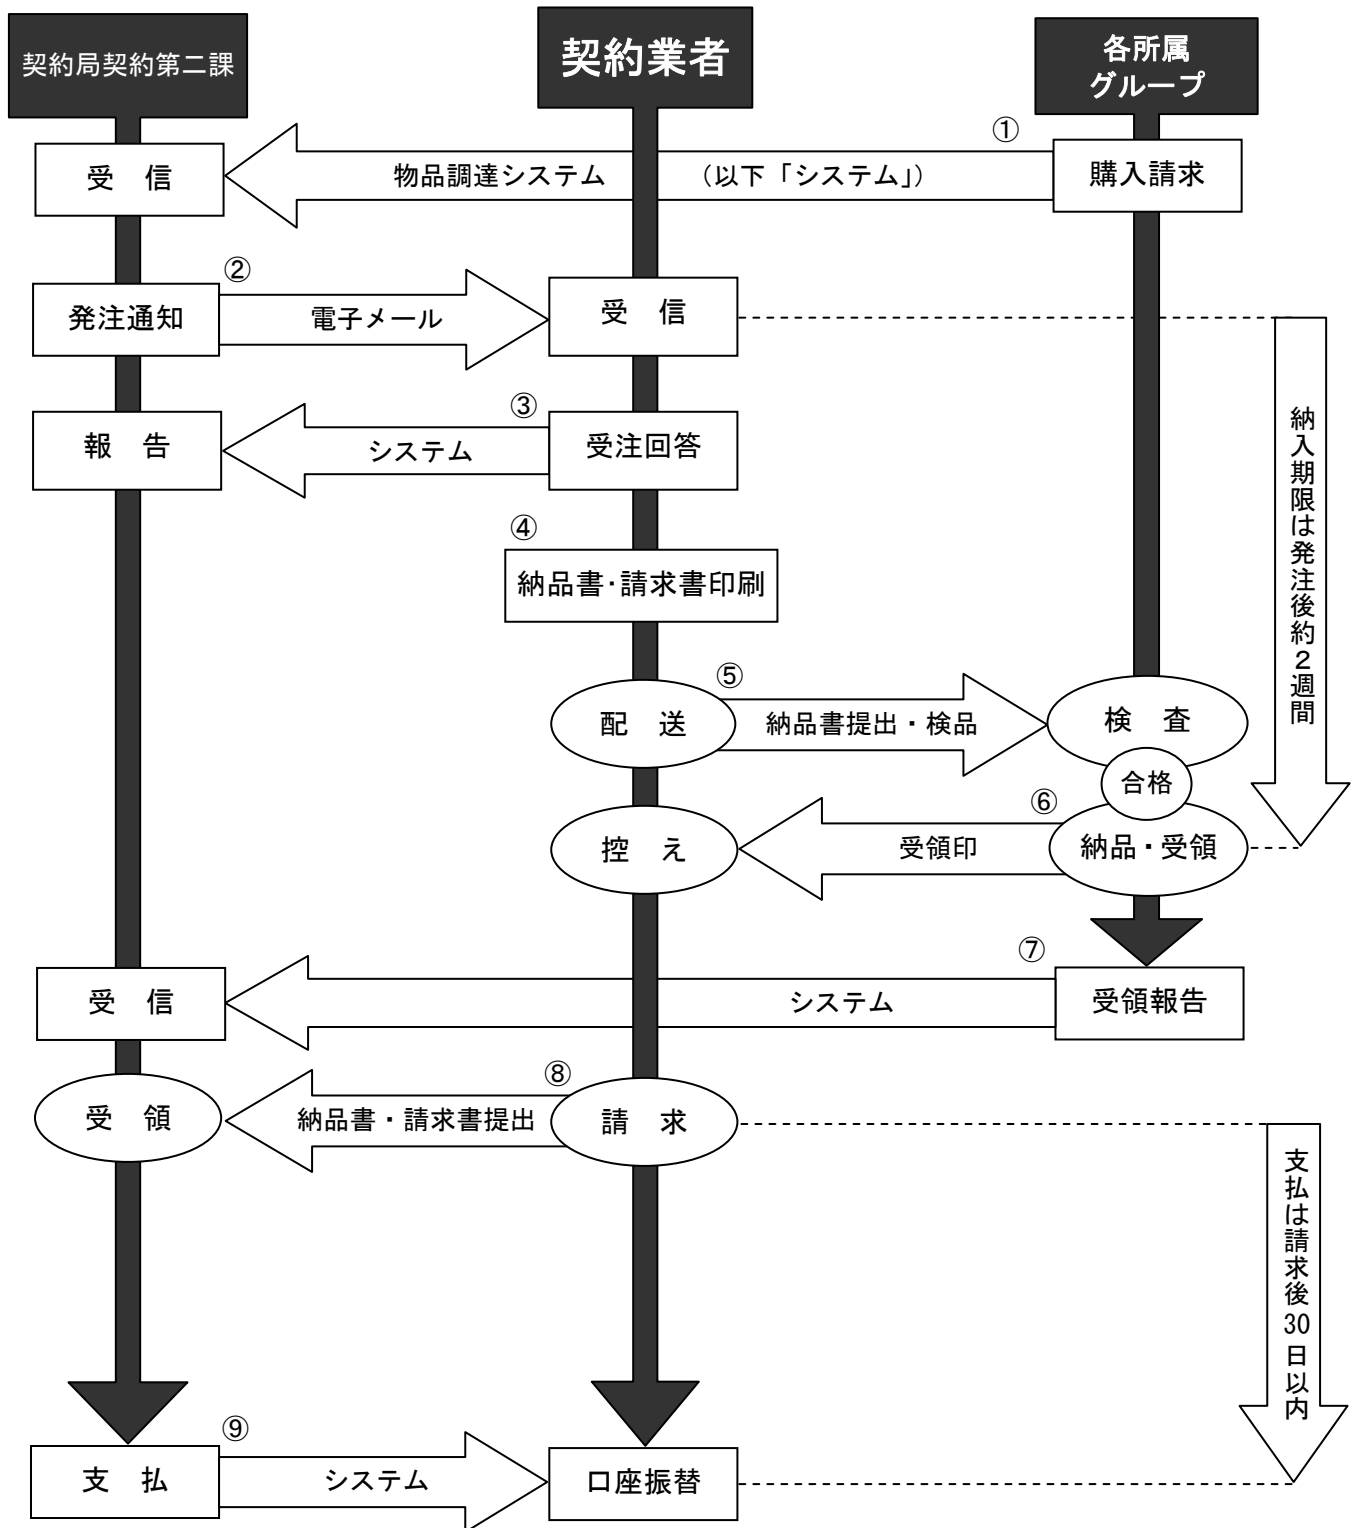 契約局契約第二課
契約業者
各所属
グループ
①
受　信
物品調達システム　（以下「システム」）
購入請求
②
発注通知
電子メール
受　信
③
報　告
システム
受注回答
④
納品書・請求書印刷
納入期限は発注後約２週間
⑤
配　送
納品書提出・検品
検　査
合格
⑥
控　え
受領印
納品・受領
⑦
受　信
システム
受領報告
⑧
受　領
納品書・請求書提出
請　求
支払は請求後30日以内
⑨
支　払
システム
口座振替